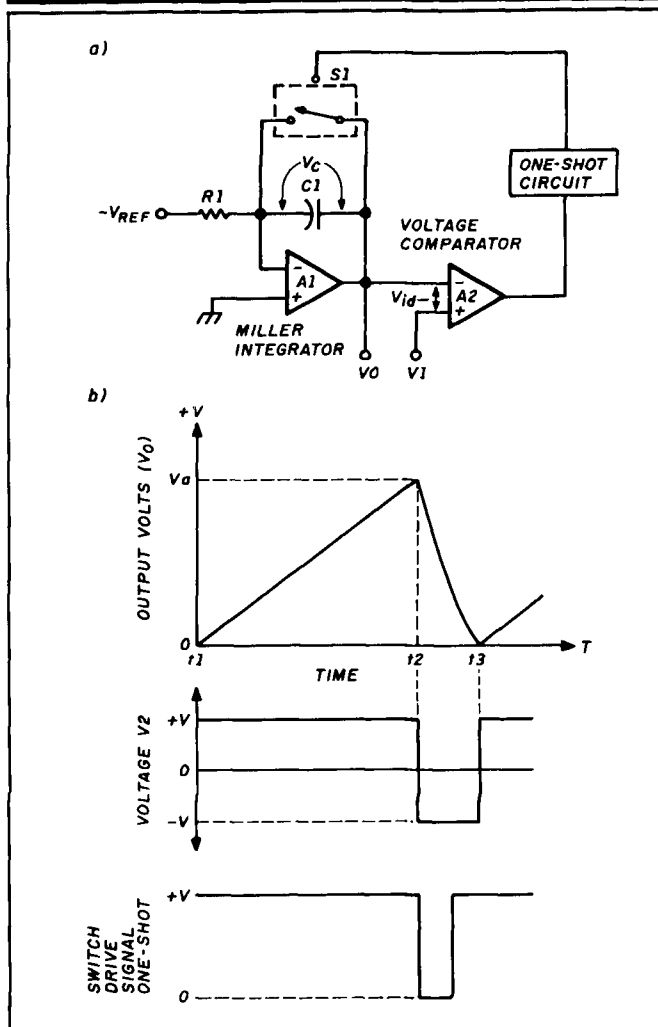 a)
S1
VC
C1
R1
-VREF
A1
-
+
MILLER
INTEGRATOR
VOLTAGE
COMPARATOR
Vid
-
A2
+
VO
V1
ONE-SHOT
CIRCUIT
b)
+V
OUTPUT VOLTS (VO)
Va
0
t1
t2
t3
T
TIME
VOLTAGE V2
+V
0
-V
SWITCH
DRIVE
SIGNAL
ONE-SHOT
+V
0